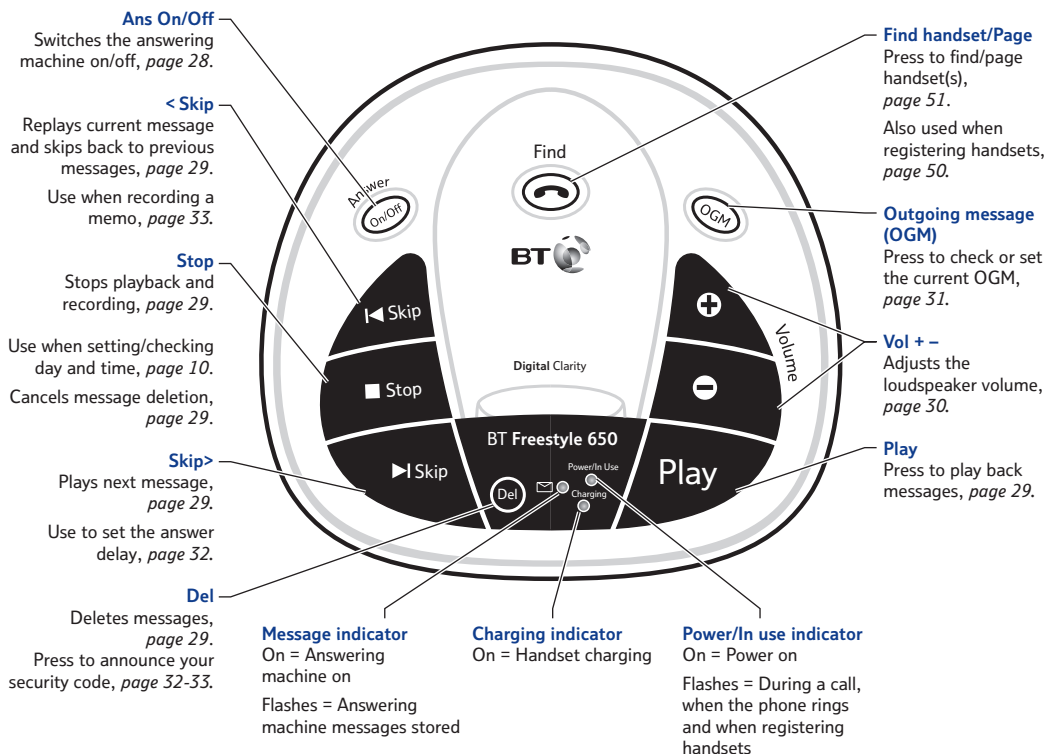 Ans On/Off
Switches the answering
machine on/off, page 28.
< Skip
Replays current message
and skips back to previous
messages, page 29.
Use when recording a
memo, page 33.
Stop
Stops playback and
recording, page 29.
Use when setting/checking
day and time, page 10.
Cancels message deletion,
page 29.
Skip>
Plays next message,
page 29.
Use to set the answer
delay, page 32.
Del
Deletes messages,
page 29.
Press to announce your
security code, page 32-33.
Find
Answer
On/Off
OGM
BT
Skip
Volume
Digital Clarity
Stop
BT Freestyle 650
Skip
Power/In Use
Play
Del
Charging
Find handset/Page
Press to find/page
handset(s),
page 51.
Also used when
registering handsets,
page 50.
Outgoing message
(OGM)
Press to check or set
the current OGM,
page 31.
Vol + –
Adjusts the
loudspeaker volume,
page 30.
Play
Press to play back
messages, page 29.
Message indicator
On = Answering
machine on
Flashes = Answering
machine messages stored
Charging indicator
On = Handset charging
Power/In use indicator
On = Power on
Flashes = During a call,
when the phone rings
and when registering
handsets